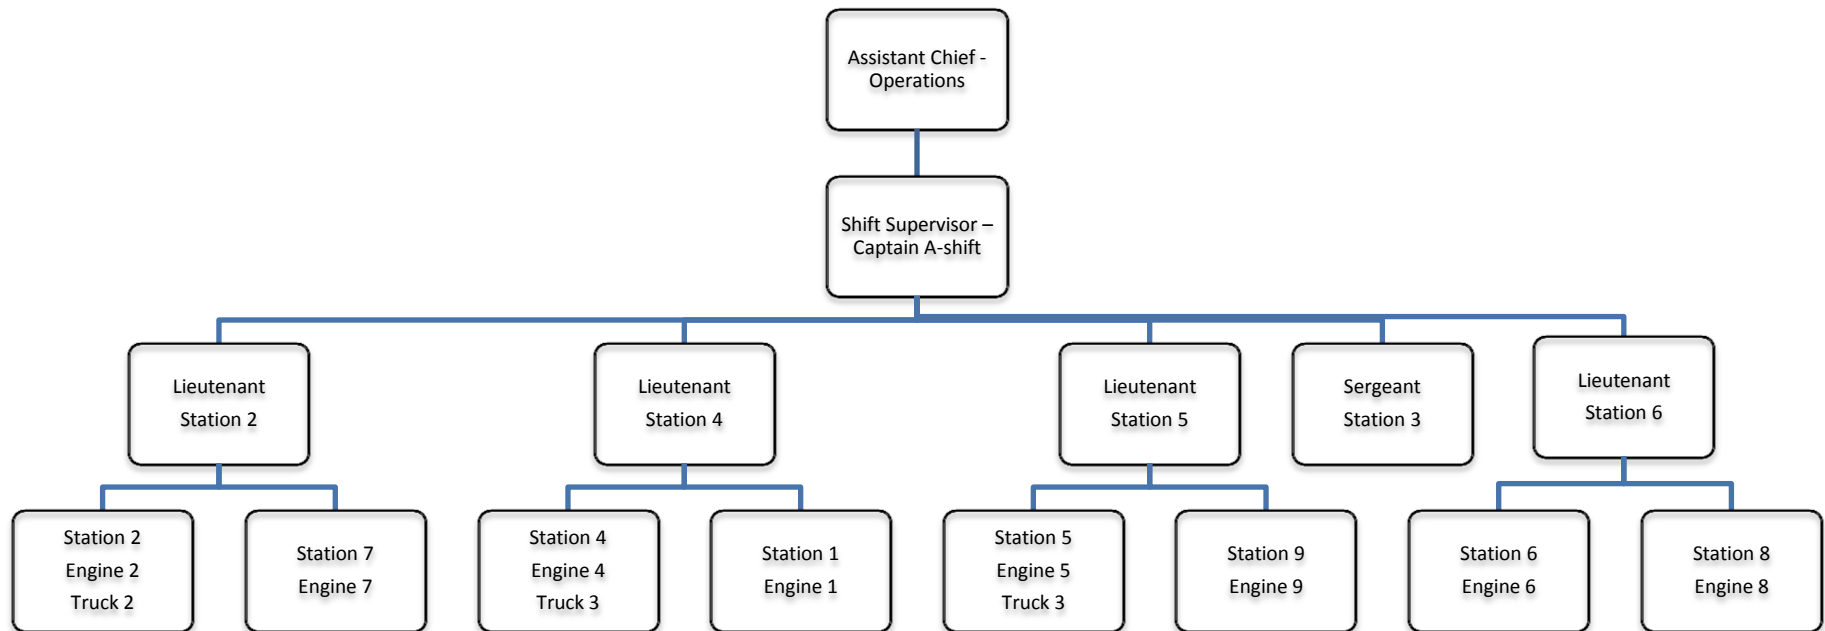 Assistant Chief -
Operations
Shift Supervisor –
Captain A-shift
Lieutenant
Station 2
Lieutenant
Station 4
Lieutenant
Station 5
Sergeant
Station 3
Lieutenant
Station 6
Station 2
Engine 2
Truck 2
Station 7
Engine 7
Station 4
Engine 4
Truck 3
Station 1
Engine 1
Station 5
Engine 5
Truck 3
Station 9
Engine 9
Station 6
Engine 6
Station 8
Engine 8